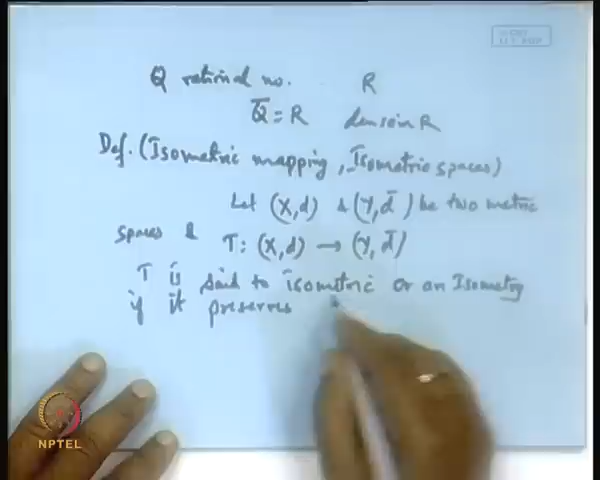 Q rational no. R
Q̄ = R dense in R
Def. (Isometric mapping, Isometric spaces)
Let (X,d) & (Y,d̄) be two metric
spaces & T: (X,d) → (Y,d̄)
T is said to isometric or an Isometry
if it preserves
NPTEL